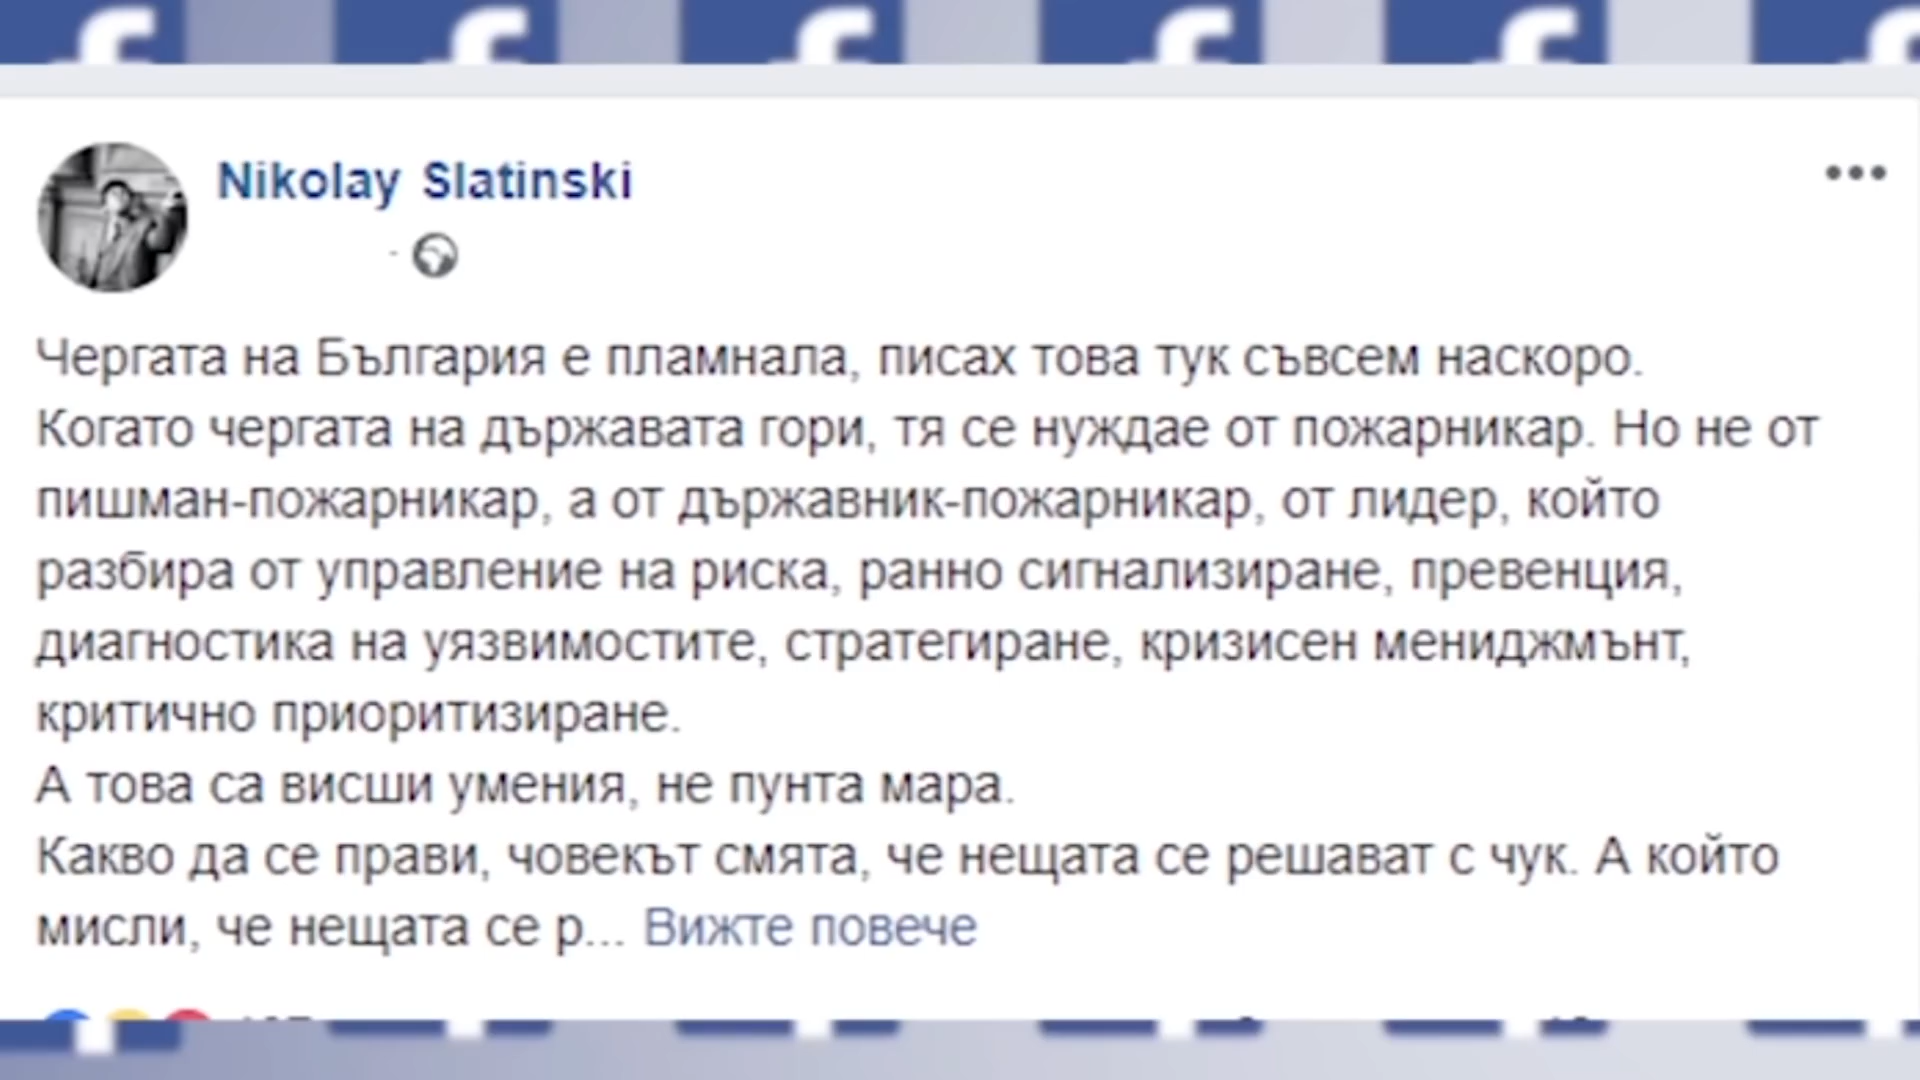 Nikolay Slatinski
Чергата на България е пламнала, писах това тук съвсем наскоро.
Когато чергата на държавата гори, тя се нуждае от пожарникар. Но не от
пишман-пожарникар, а от държавник-пожарникар, от лидер, който
разбира от управление на риска, ранно сигнализиране, превенция,
диагностика на уязвимостите, стратегиране, кризисен мениджмънт,
критично приоритизиране.
А това са висши умения, не пунта мара.
Какво да се прави, човекът смята, че нещата се решават с чук. А който
мисли, че нещата се р... Вижте повече